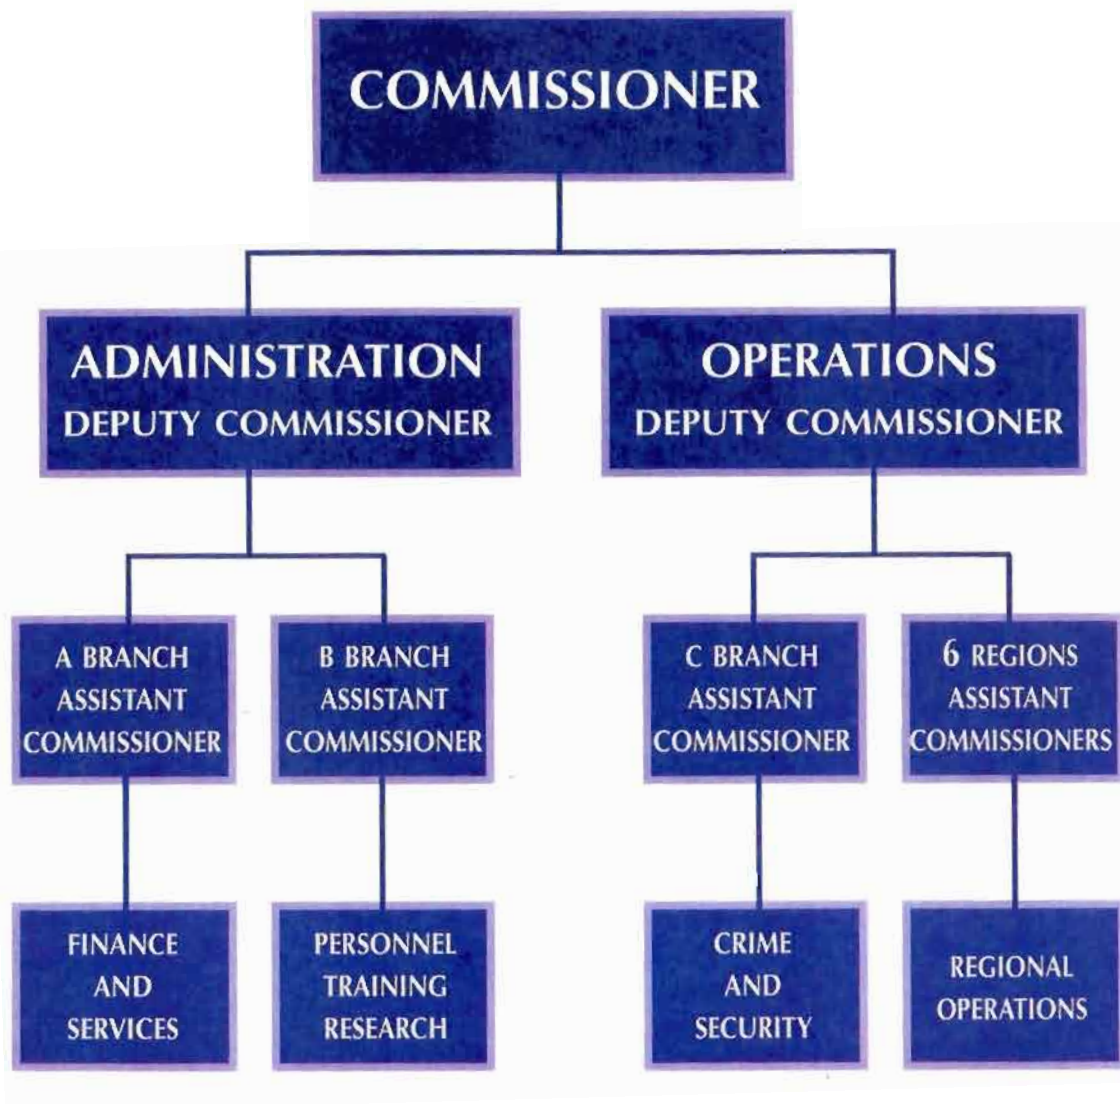 COMMISSIONER
ADMINISTRATION
DEPUTY COMMISSIONER
OPERATIONS
DEPUTY COMMISSIONER
A BRANCH
ASSISTANT
COMMISSIONER
B BRANCH
ASSISTANT
COMMISSIONER
C BRANCH
ASSISTANT
COMMISSIONER
6 REGIONS
ASSISTANT
COMMISSIONERS
FINANCE
AND
SERVICES
PERSONNEL
TRAINING
RESEARCH
CRIME
AND
SECURITY
REGIONAL
OPERATIONS